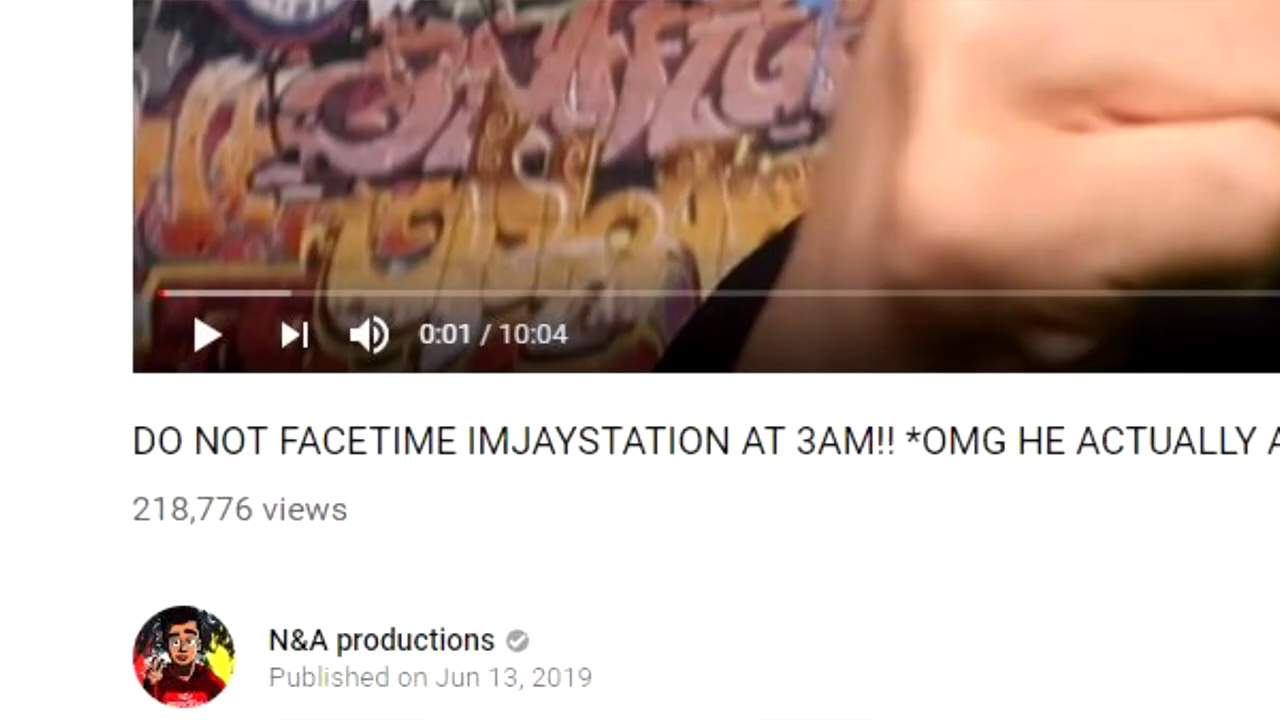 0:01 / 10:04
DO NOT FACETIME IMJAYSTATION AT 3AM!! *OMG HE ACTUALLY A
218,776 views
N&A productions
Published on Jun 13, 2019